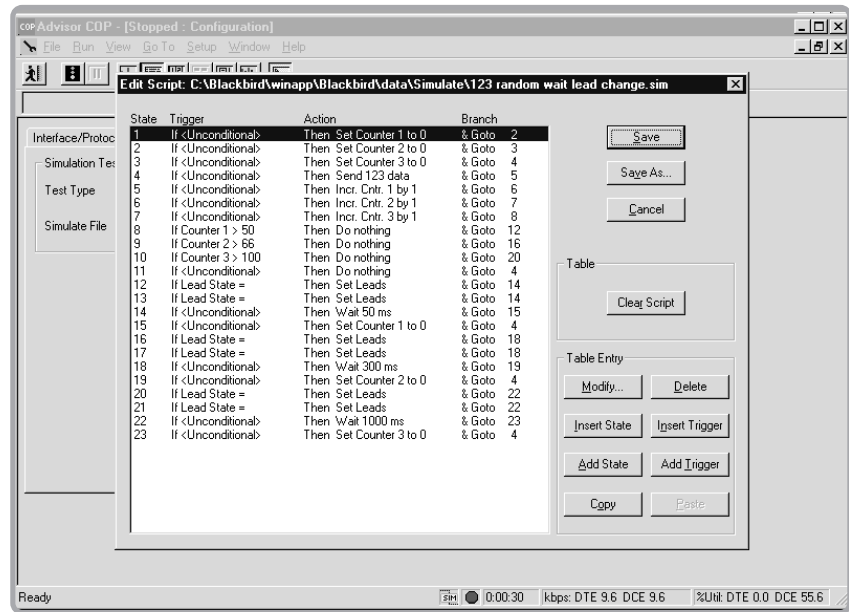 COP Advisor COP - [Stopped : Configuration]
File Run View Go To Setup Window Help
Edit Script: C:\Blackbird\winapp\Blackbird\data\Simulate\123 random wait lead change.sim
Interface/Protoc
Simulation Tes
Test Type
Simulate File
State Trigger Action Branch
1 If <Unconditional> Then Set Counter 1 to 0 & Goto 2
2 If <Unconditional> Then Set Counter 2 to 0 & Goto 3
3 If <Unconditional> Then Set Counter 3 to 0 & Goto 4
4 If <Unconditional> Then Send 123 data & Goto 5
5 If <Unconditional> Then Incr. Cntr. 1 by 1 & Goto 6
6 If <Unconditional> Then Incr. Cntr. 2 by 1 & Goto 7
7 If <Unconditional> Then Incr. Cntr. 3 by 1 & Goto 8
8 If Counter 1 > 50 Then Do nothing & Goto 12
9 If Counter 2 > 66 Then Do nothing & Goto 16
10 If Counter 3 > 100 Then Do nothing & Goto 20
11 If <Unconditional> Then Do nothing & Goto 4
12 If Lead State = Then Set Leads & Goto 14
13 If Lead State = Then Set Leads & Goto 14
14 If <Unconditional> Then Wait 50 ms & Goto 15
15 If <Unconditional> Then Set Counter 1 to 0 & Goto 4
16 If Lead State = Then Set Leads & Goto 18
17 If Lead State = Then Set Leads & Goto 18
18 If <Unconditional> Then Wait 300 ms & Goto 19
19 If <Unconditional> Then Set Counter 2 to 0 & Goto 4
20 If Lead State = Then Set Leads & Goto 22
21 If Lead State = Then Set Leads & Goto 22
22 If <Unconditional> Then Wait 1000 ms & Goto 23
23 If <Unconditional> Then Set Counter 3 to 0 & Goto 4
Save
Save As...
Cancel
Table
Clear Script
Table Entry
Modify... Delete
Insert State Insert Trigger
Add State Add Trigger
Copy Paste
Ready SIM 0:00:30 kbps: DTE 9.6 DCE 9.6 %Util: DTE 0.0 DCE 55.6